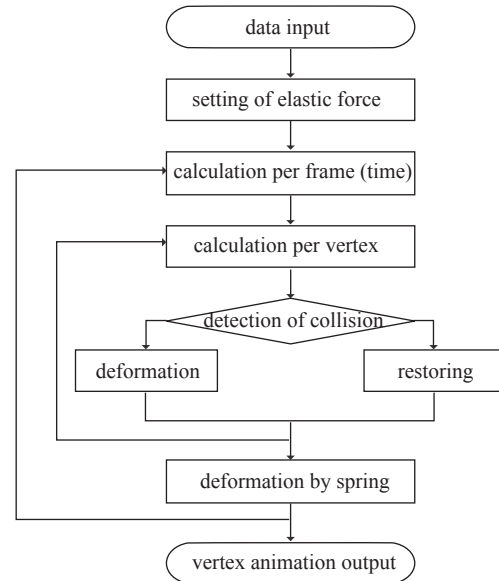 data input
setting of elastic force
calculation per frame (time)
calculation per vertex
detection of collision
deformation
restoring
deformation by spring
vertex animation output